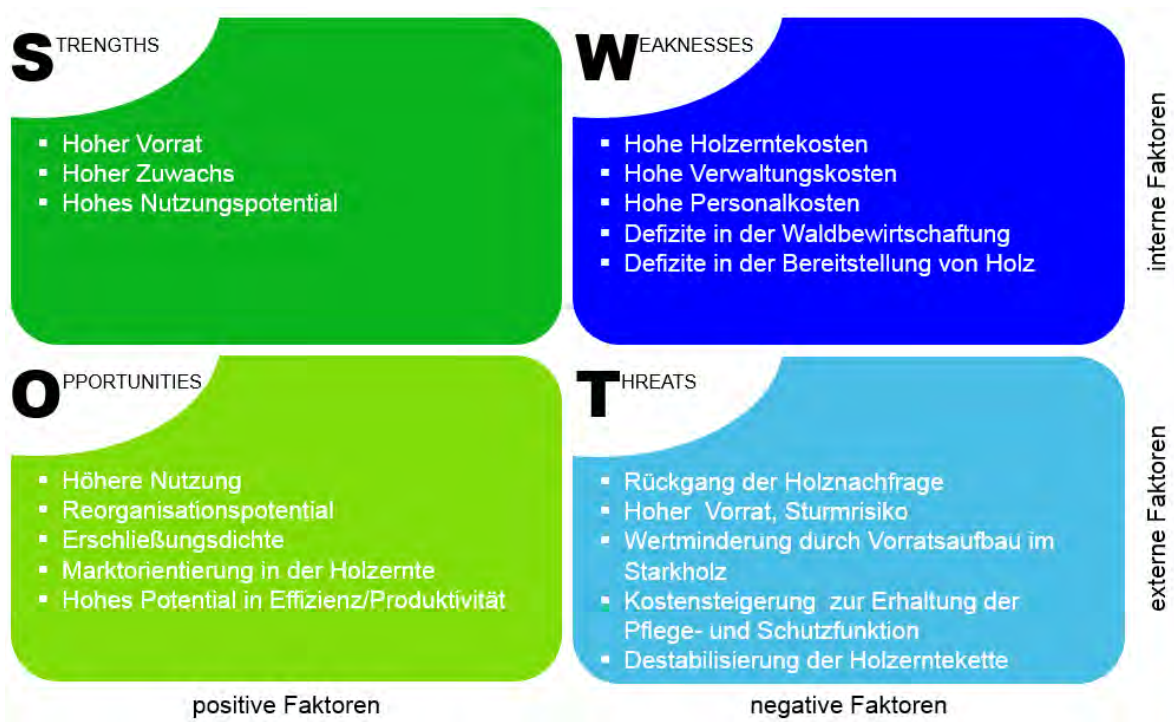 STRENGTHS
▪ Hoher Vorrat
▪ Hoher Zuwachs
▪ Hohes Nutzungspotential
WEAKNESSES
▪ Hohe Holzerntekosten
▪ Hohe Verwaltungskosten
▪ Hohe Personalkosten
▪ Defizite in der Waldbewirtschaftung
▪ Defizite in der Bereitstellung von Holz
interne Faktoren
OPPORTUNITIES
▪ Höhere Nutzung
▪ Reorganisationspotential
▪ Erschließungsdichte
▪ Marktorientierung in der Holzernte
▪ Hohes Potential in Effizienz/Produktivität
THREATS
▪ Rückgang der Holznachfrage
▪ Hoher Vorrat, Sturmrisiko
▪ Wertminderung durch Vorratsaufbau im
Starkholz
▪ Kostensteigerung zur Erhaltung der
Pflege- und Schutzfunktion
▪ Destabilisierung der Holzerntekette
externe Faktoren
positive Faktoren
negative Faktoren